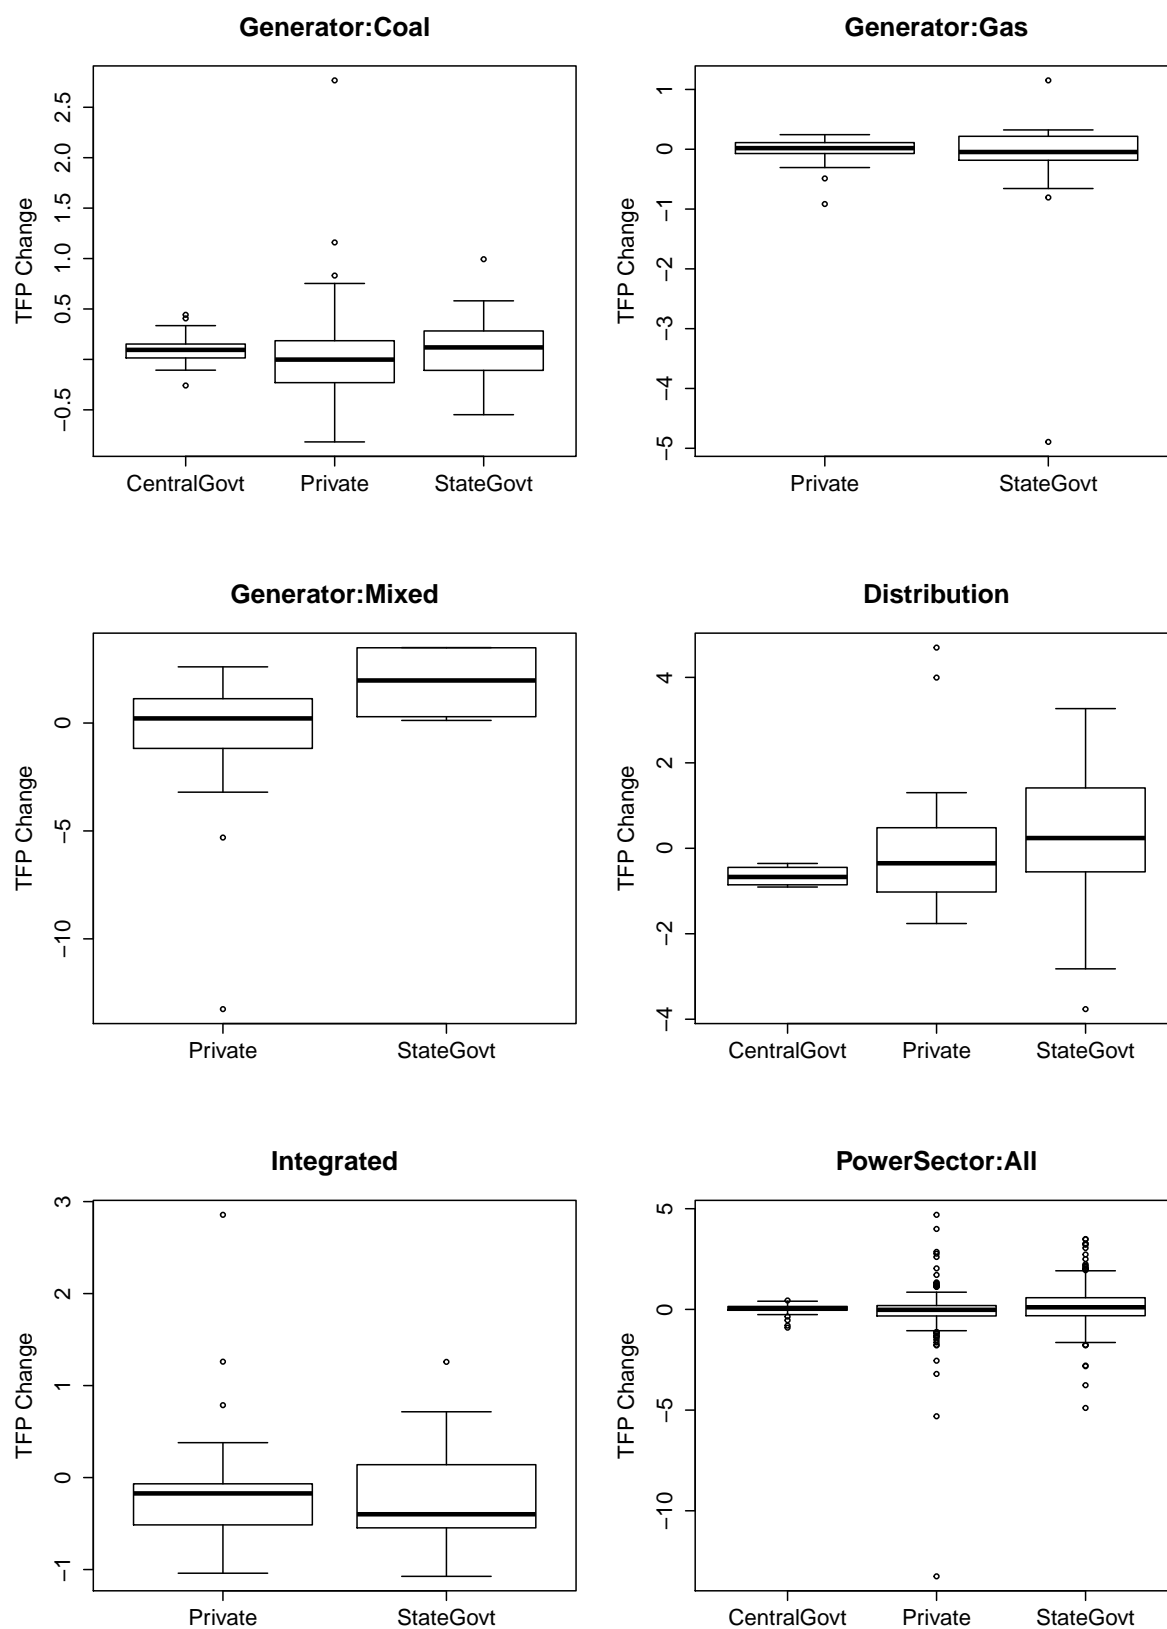 Generator:Coal
TFP Change
2.5
2.0
1.5
1.0
0.5
−0.5
CentralGovt Private StateGovt
Generator:Gas
TFP Change
1
0
−1
−2
−3
−4
−5
Private StateGovt
Generator:Mixed
TFP Change
0
−5
−10
Private StateGovt
Distribution
TFP Change
4
2
0
−2
−4
CentralGovt Private StateGovt
Integrated
TFP Change
3
2
1
0
−1
Private StateGovt
PowerSector:All
TFP Change
5
0
−5
−10
CentralGovt Private StateGovt